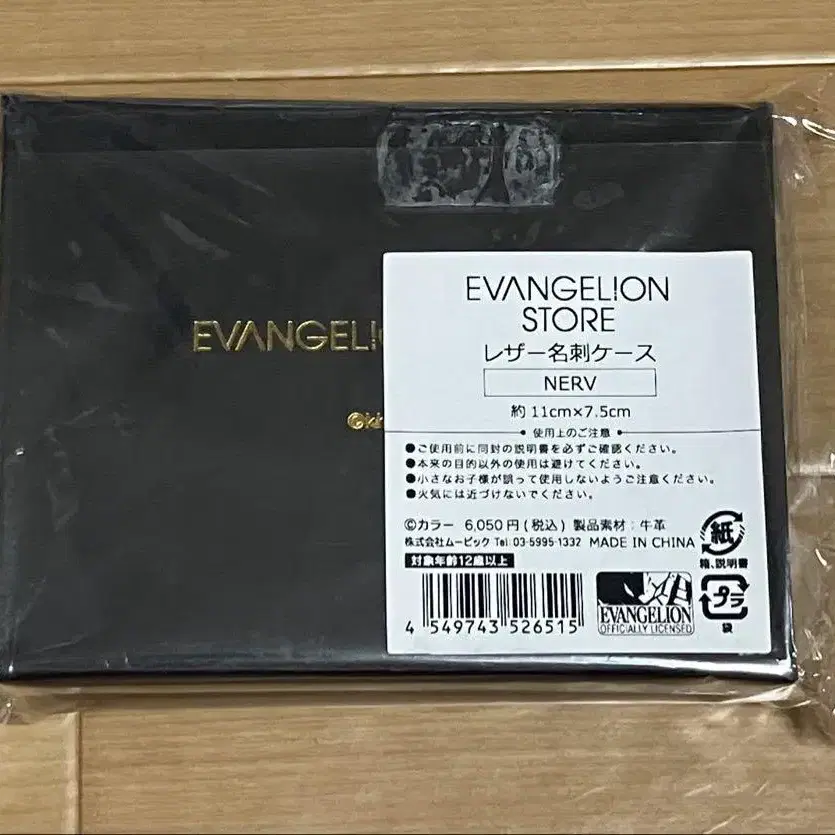 EVANGELION
EVANGELION
STORE
レザー名刺ケース
NERV
約 11cm×7.5cm
使用上のご注意
●ご使用前に同封の説明書を必ずご確認ください。
●本来の目的以外の使用は避けてください。
●小さなお子様が誤って使用しないようご注意ください。
●火気には近づけないでください。
©カラー 6,050円(税込) 製品素材:牛革
株式会社ムービック Tel:03-5995-1332 MADE IN CHINA
対象年齢12歳以上
紙
箱、説明書
プラ
袋
4 549743 526515
EVANGELION
OFFICIALLY LICENSED